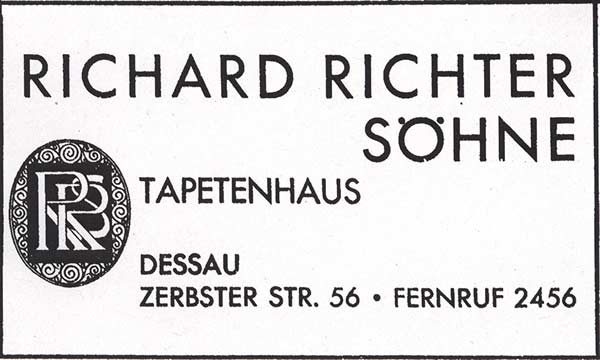 RICHARD RICHTER
SÖHNE
TAPETENHAUS
DESSAU
ZERBSTER STR. 56 • FERNRUF 2456